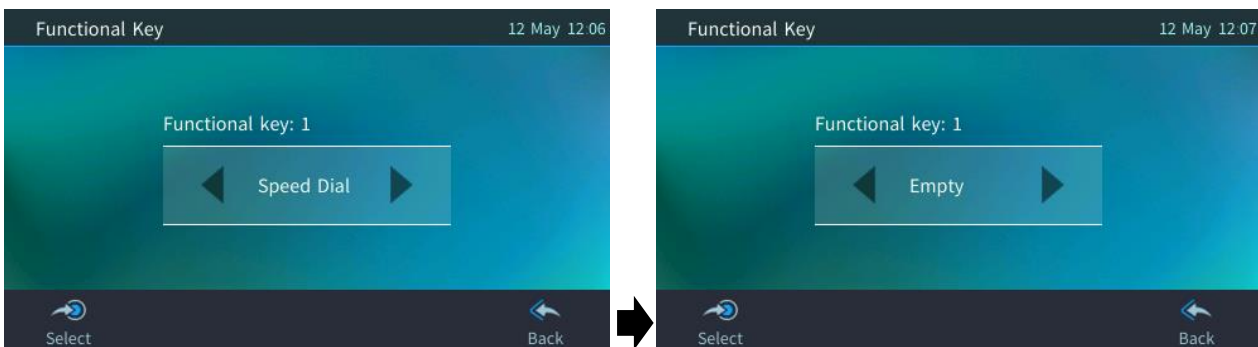 Functional Key
12 May 12:06
Functional key: 1
Speed Dial
Select
Back
Functional Key
12 May 12:07
Functional key: 1
Empty
Select
Back